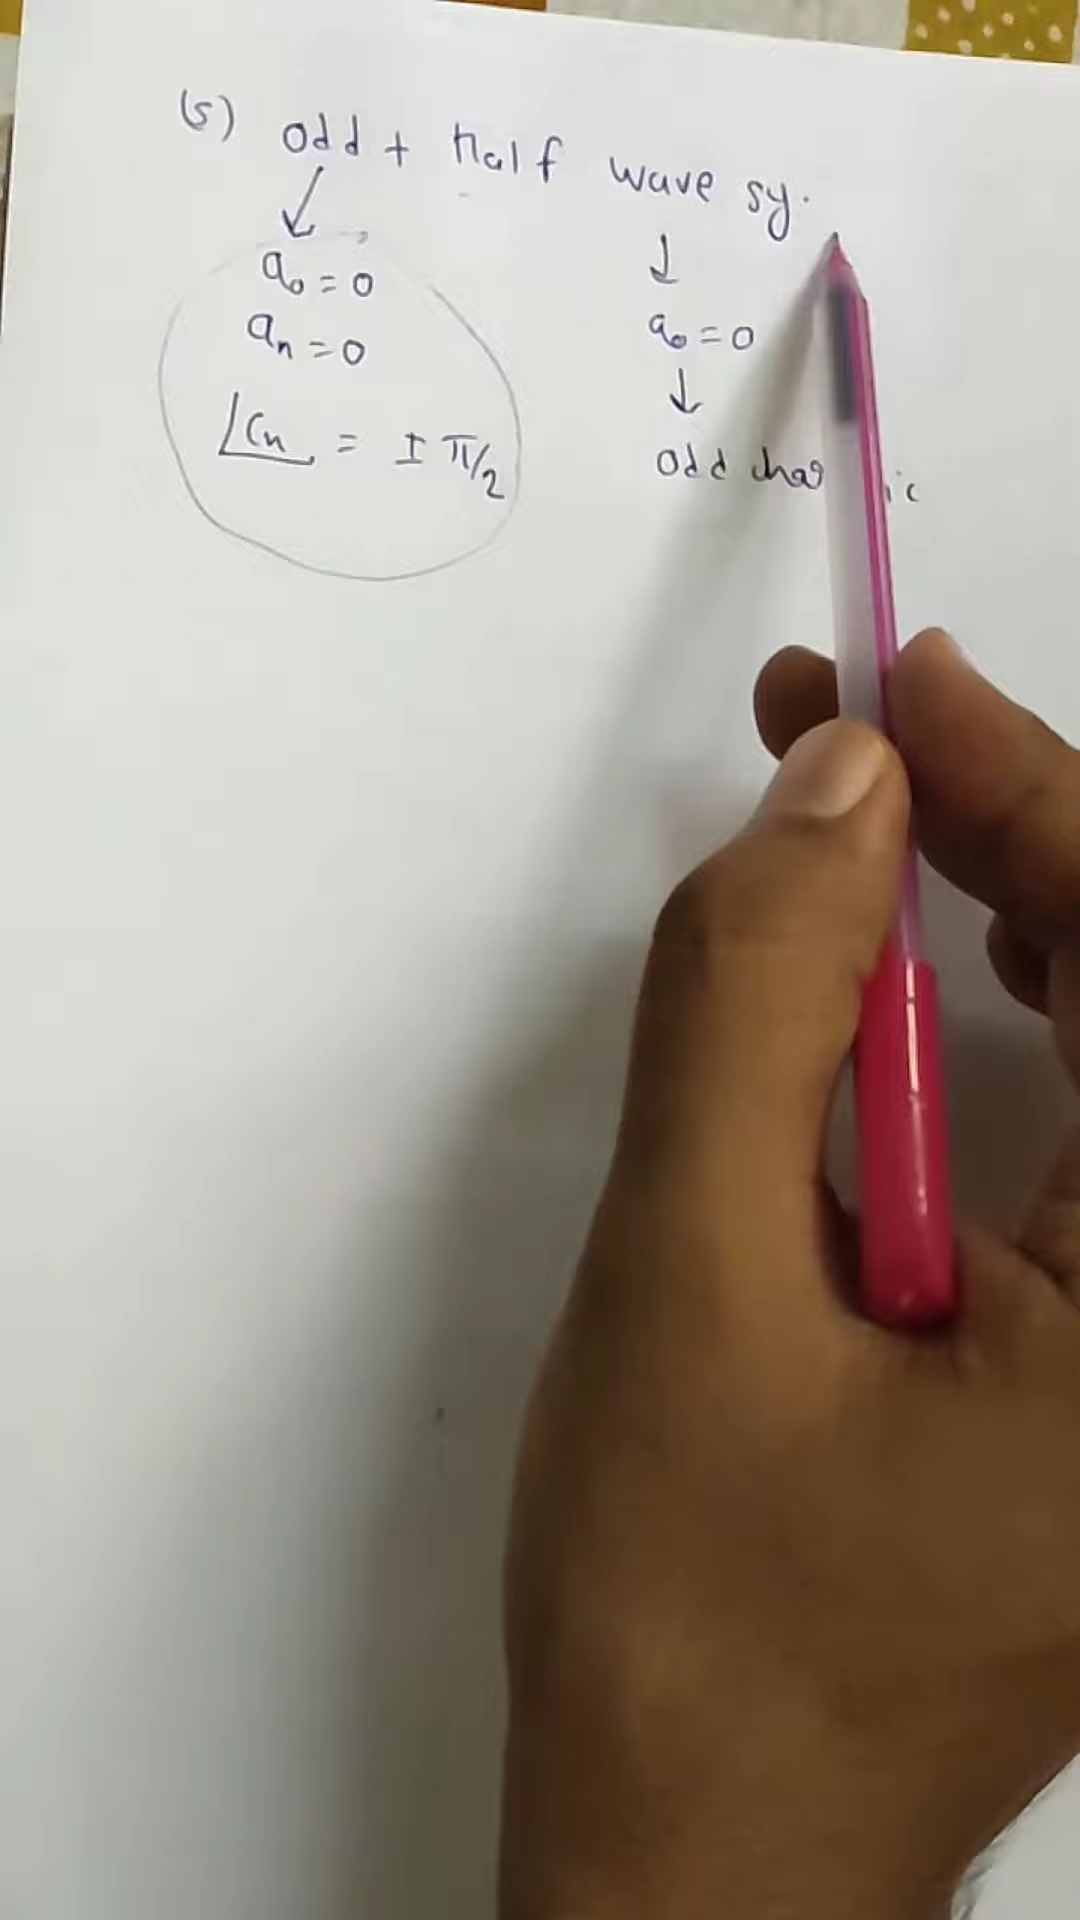 (5) odd + Half wave sy.
↓ ↓
a₀ = 0
aₙ = 0
∠Cₙ = ± π/2
a₀ = 0
↓
odd